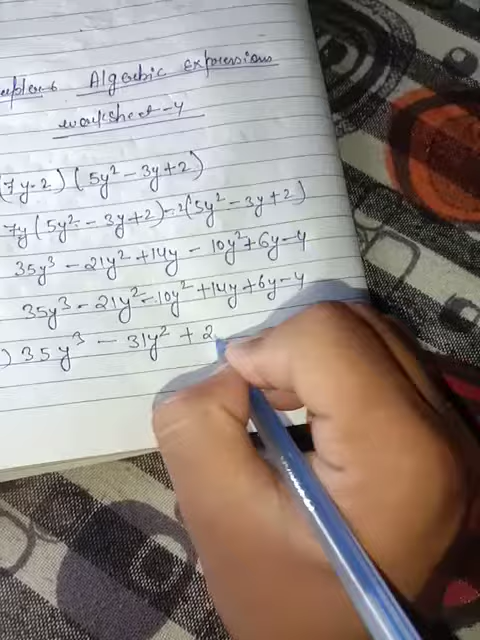 Algebric expressions
worksheet-4
(7y-2) (5y² - 3y + 2)
7y (5y² - 3y + 2) - 2(5y² - 3y + 2)
35y³ - 21y² + 14y - 10y² + 6y - 4
35y³ - 21y² - 10y² + 14y + 6y - 4
) 35y³ - 31y² + 2